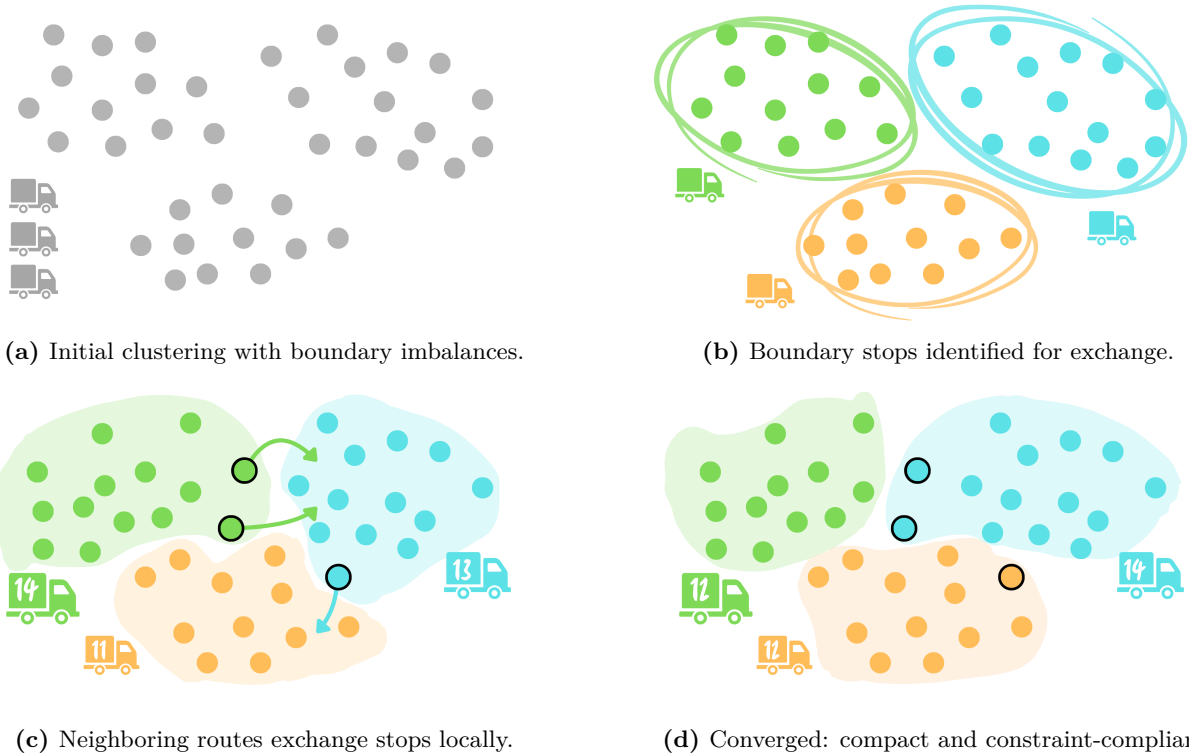 (a) Initial clustering with boundary imbalances.
(b) Boundary stops identified for exchange.
14
13
11
12
14
12
(c) Neighboring routes exchange stops locally.
(d) Converged: compact and constraint-complian